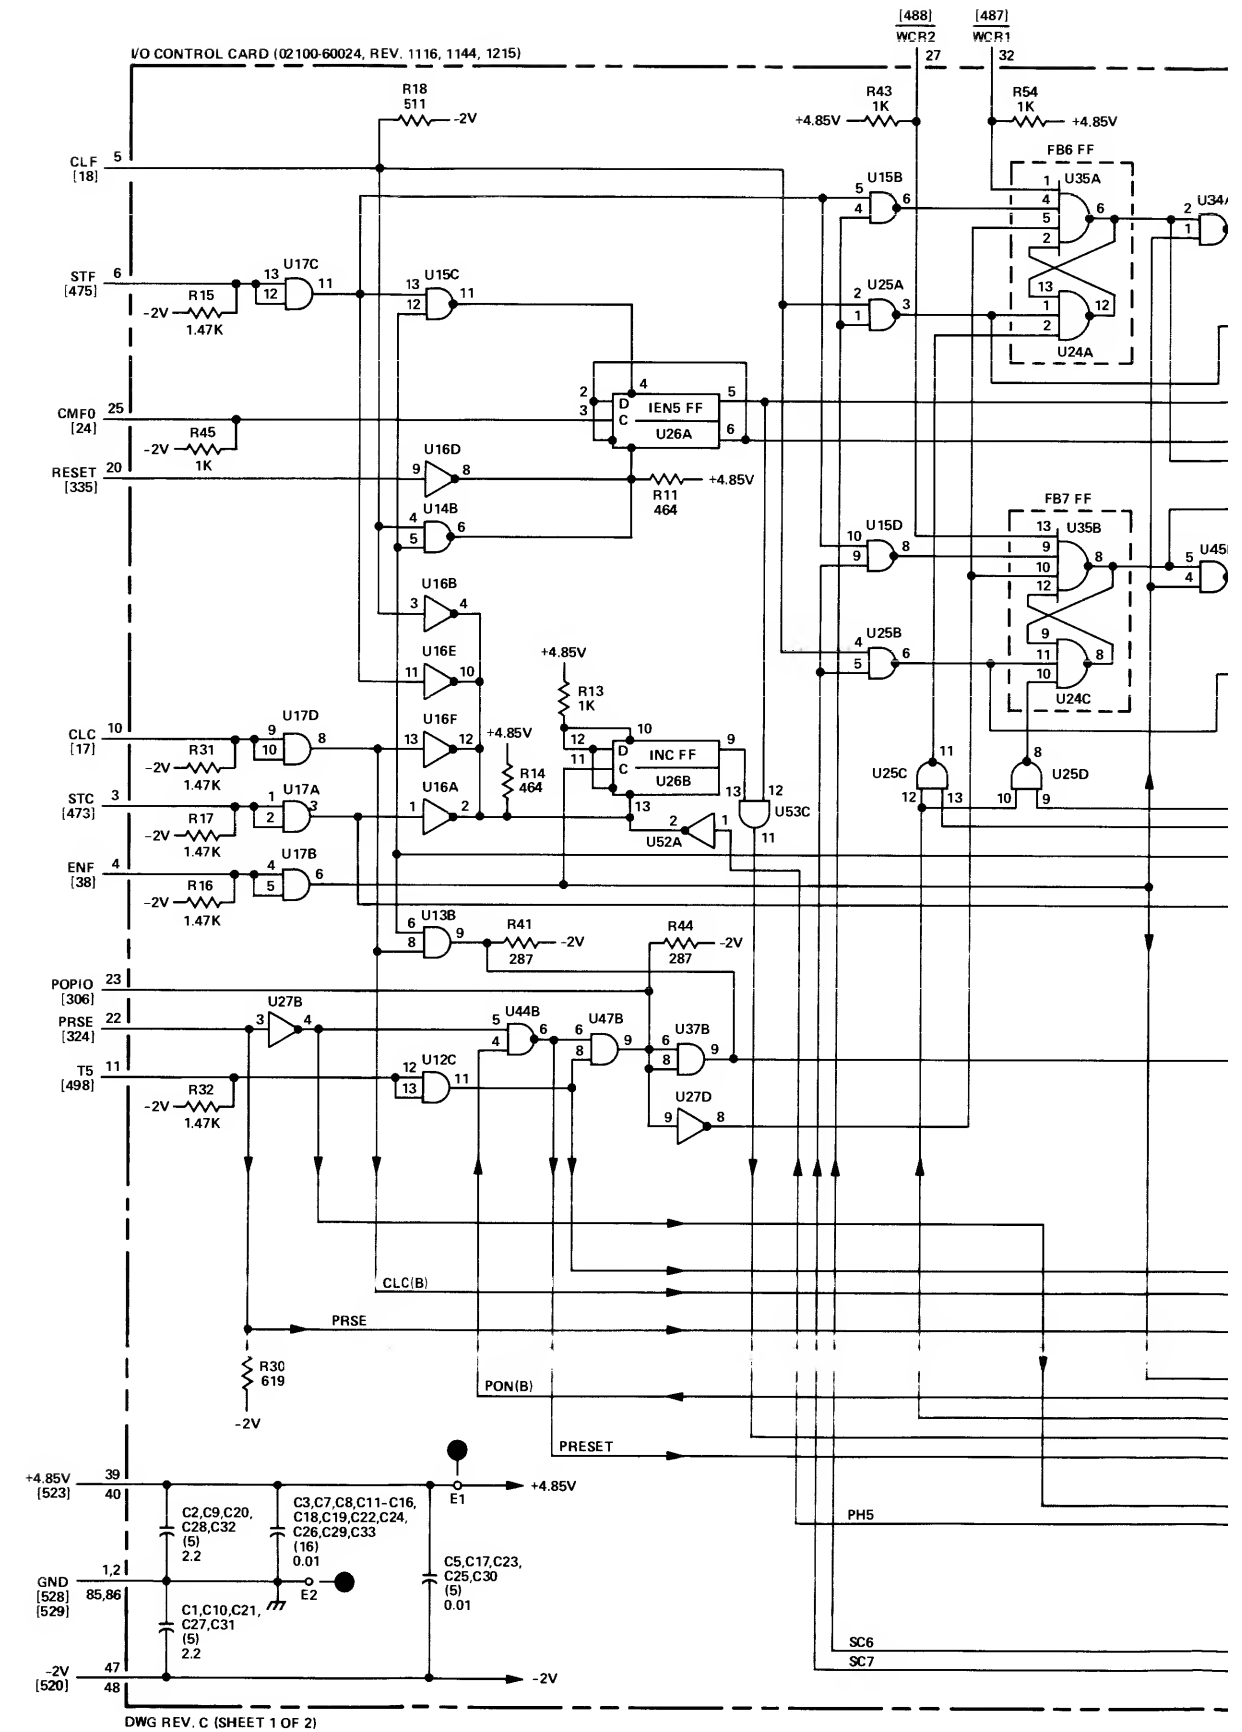 [488]
WCR2
27
[487]
WCR1
32
I/O CONTROL CARD (02100-60024, REV. 1116, 1144, 1215)
R18
511
-2V
R43
1K
+4.85V
R54
1K
+4.85V
CLF
[18]
5
FB6 FF
U35A
1
4
5
2
6
U15B
5
4
6
U34A
2
1
STF
[475]
6
-2V
R15
1.47K
U17C
13
12
11
U15C
13
12
11
U25A
2
1
3
13
1
2
12
U24A
CMF0
[24]
25
-2V
R45
1K
2
3
4
D
C
IEN5 FF
U26A
5
6
RESET
[335]
20
U16D
9
8
R11
464
+4.85V
U14B
4
5
6
FB7 FF
U35B
13
9
10
12
8
U15D
10
9
8
5
4
U16B
3
4
U16E
11
10
+4.85V
R13
1K
U25B
4
5
6
9
11
10
8
U24C
CLC
[17]
10
-2V
R31
1.47K
U17D
9
10
8
U16F
13
12
+4.85V
R14
464
12
11
10
D
C
INC FF
U26B
9
13
U25C
11
12
13
U25D
8
10
9
STC
[473]
3
-2V
R17
1.47K
U17A
1
2
3
U16A
1
2
U52A
2
1
13
12
U53C
11
ENF
[38]
4
-2V
R16
1.47K
U17B
4
5
6
U13B
6
8
9
R41
287
-2V
R44
287
-2V
POPIO
[306]
23
PRSE
[324]
22
U27B
3
4
U44B
5
4
6
U47B
6
8
9
U37B
6
8
9
T5
[498]
11
-2V
R32
1.47K
U12C
12
13
11
U27D
9
8
CLC(B)
PRSE
R30
619
-2V
PON(B)
PRESET
+4.85V
[523]
39
40
E1
+4.85V
PH5
C2,C9,C20,
C28,C32
(5)
2.2
C3,C7,C8,C11-C16,
C18,C19,C22,C24,
C26,C29,C33
(16)
0.01
C5,C17,C23,
C25,C30
(5)
0.01
GND
[528]
[529]
1,2
85,86
E2
C1,C10,C21,
C27,C31
(5)
2.2
SC6
SC7
-2V
[520]
47
48
-2V
DWG REV. C (SHEET 1 OF 2)